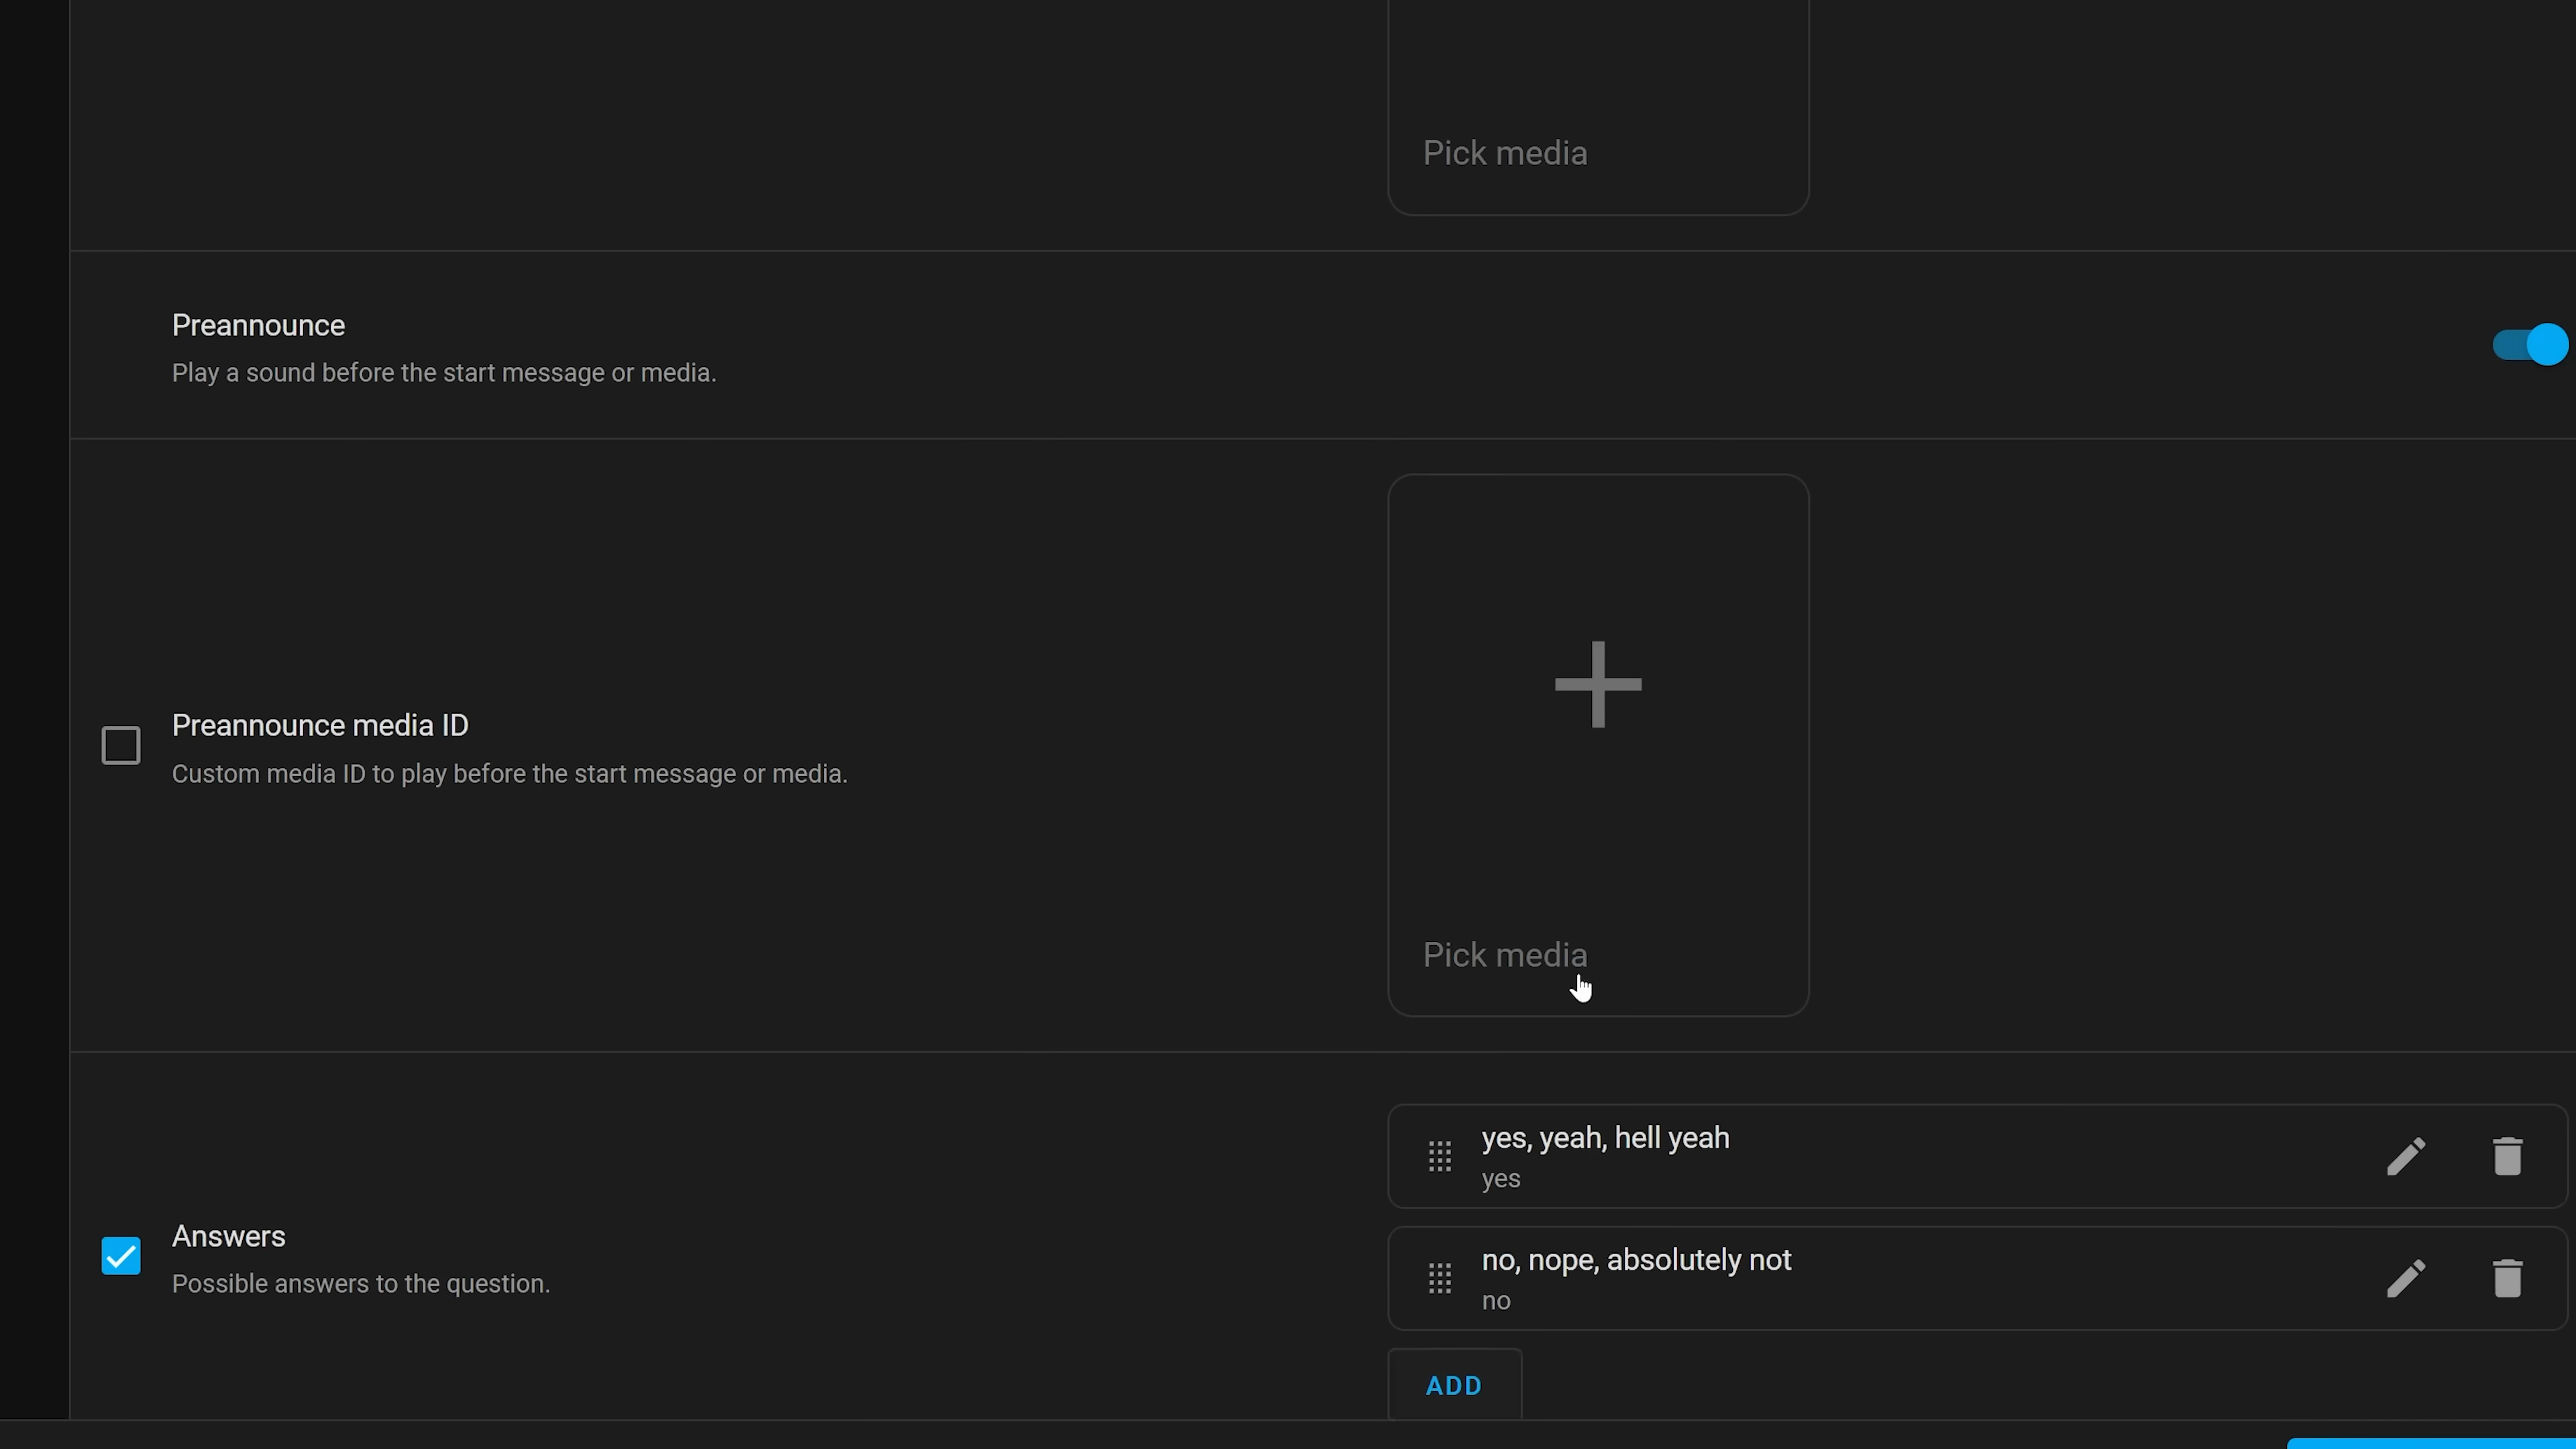 Pick media
Preannounce
Play a sound before the start message or media.
Preannounce media ID
Custom media ID to play before the start message or media.
Pick media
Answers
Possible answers to the question.
yes, yeah, hell yeah
yes
no, nope, absolutely not
no
ADD